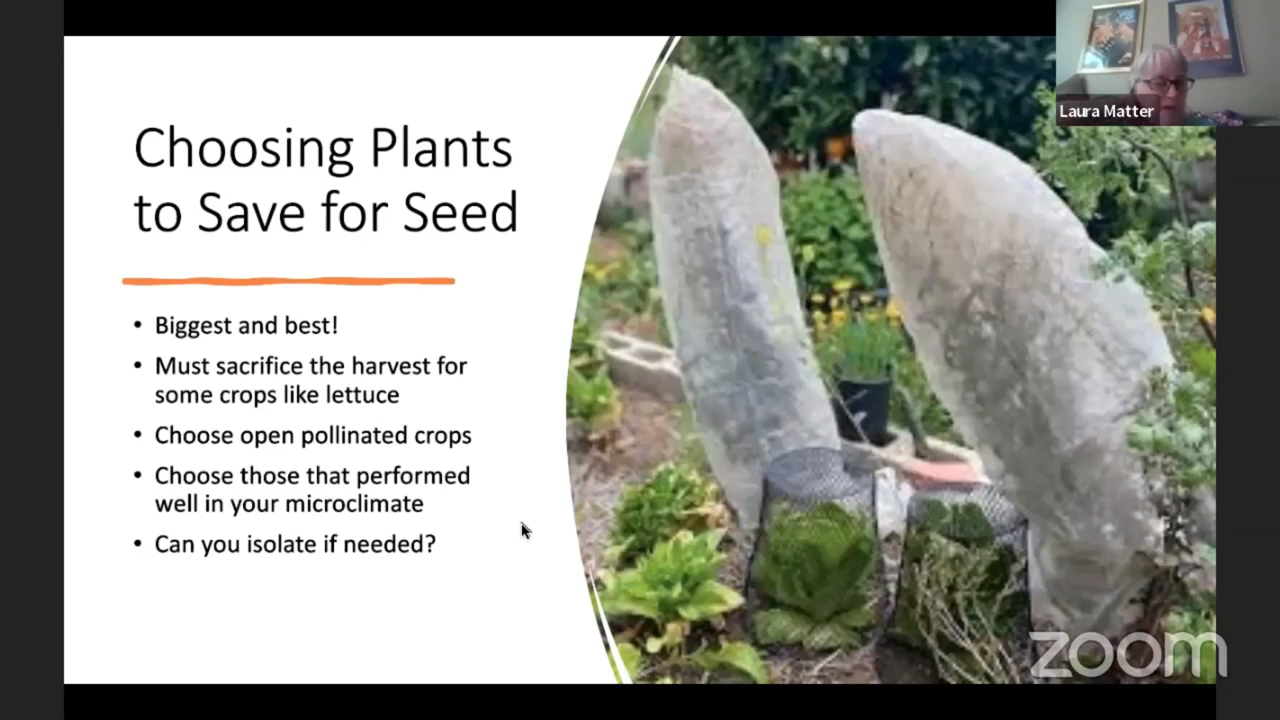 Laura Matter
Choosing Plants
to Save for Seed
• Biggest and best!
• Must sacrifice the harvest for
some crops like lettuce
• Choose open pollinated crops
• Choose those that performed
well in your microclimate
• Can you isolate if needed?
zoom